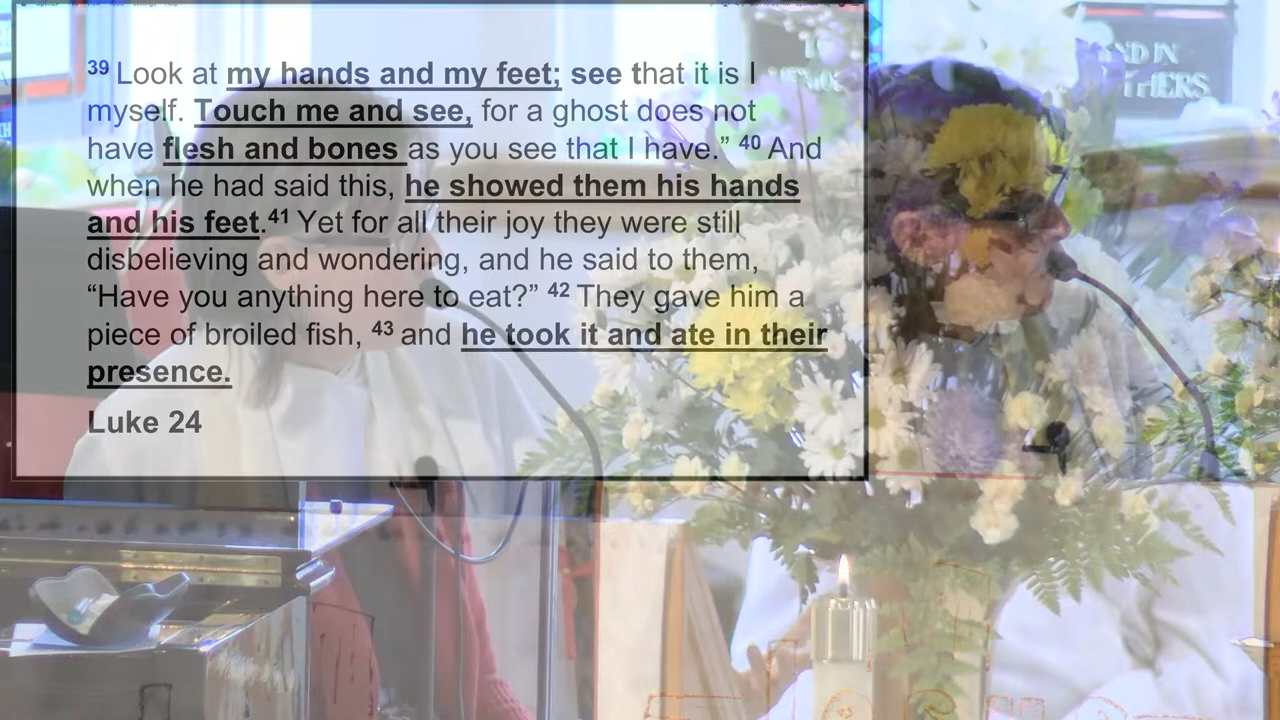 ³⁹ Look at my hands and my feet; see that it is I
myself. Touch me and see, for a ghost does not
have flesh and bones as you see that I have.” ⁴⁰ And
when he had said this, he showed them his hands
and his feet.⁴¹ Yet for all their joy they were still
disbelieving and wondering, and he said to them,
“Have you anything here to eat?” ⁴² They gave him a
piece of broiled fish, ⁴³ and he took it and ate in their
presence.
Luke 24